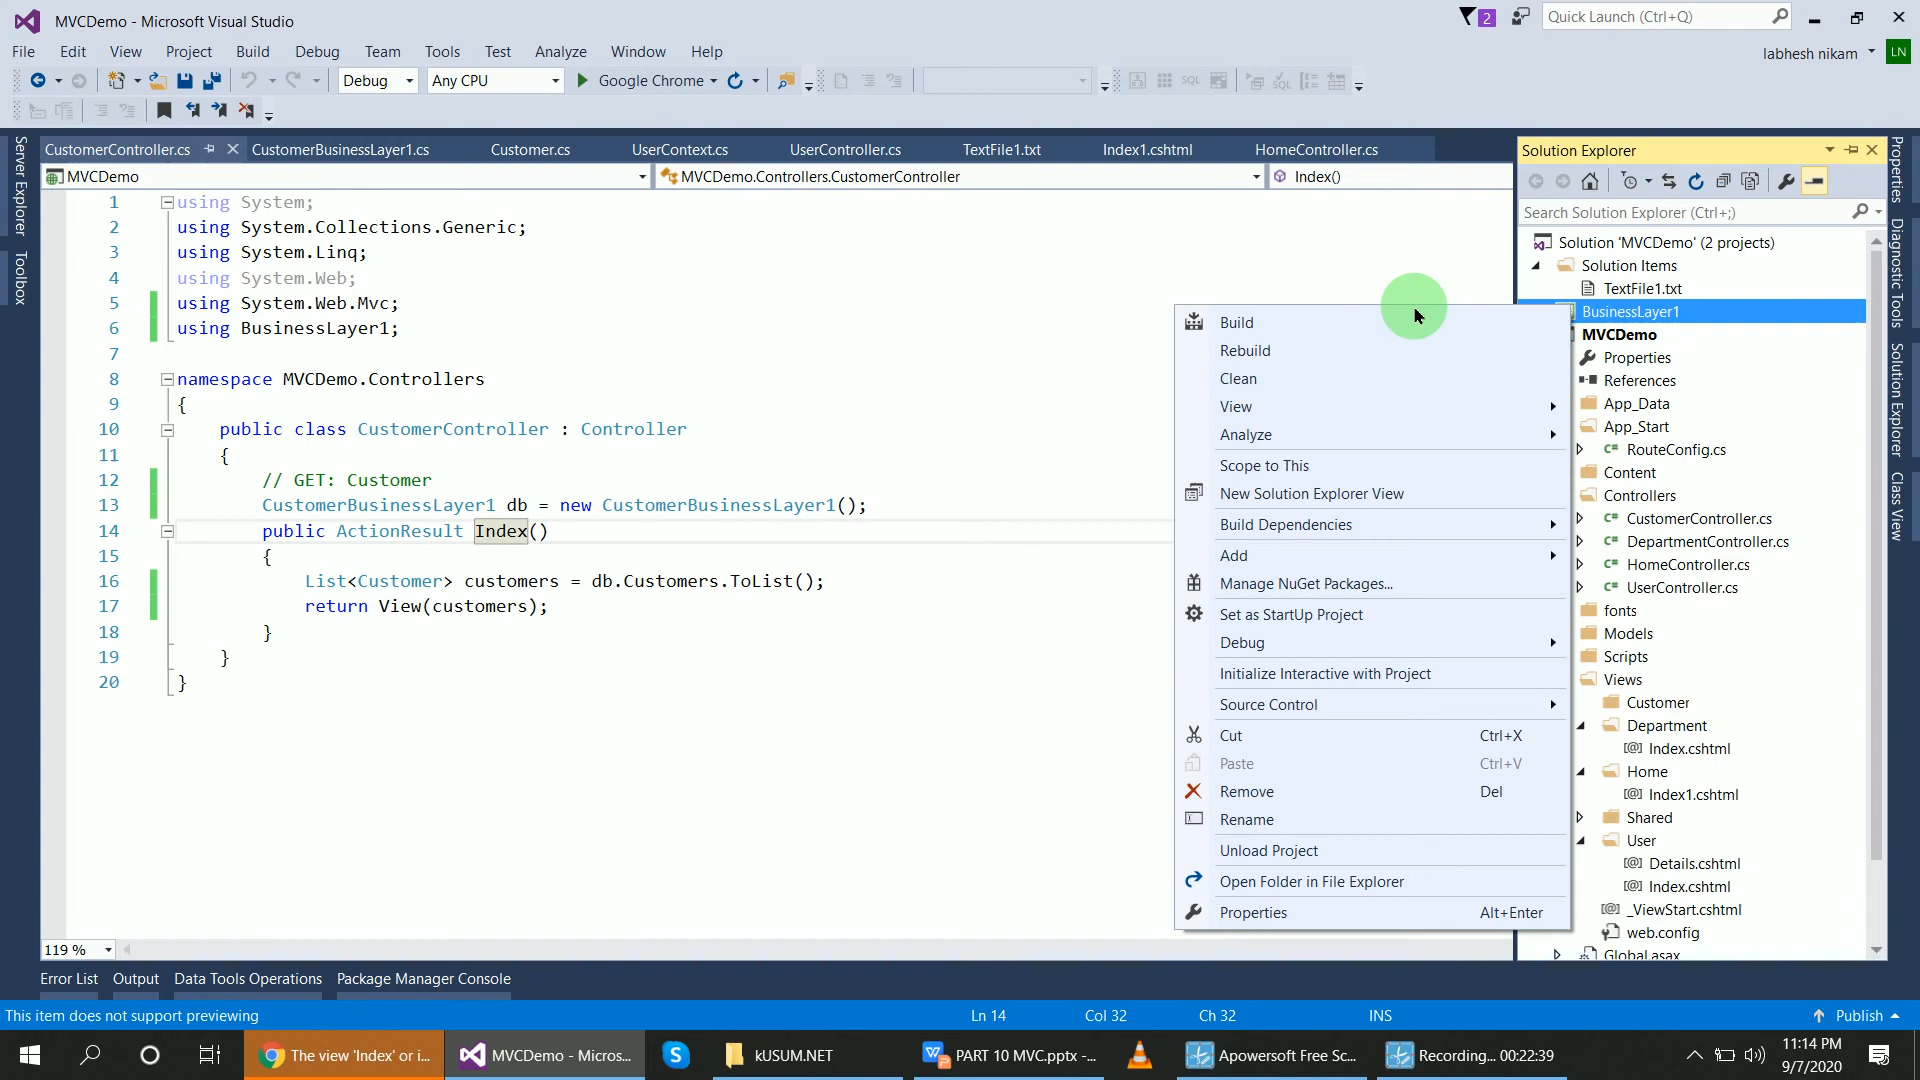 MVCDemo - Microsoft Visual Studio
2
Quick Launch (Ctrl+Q)
File Edit View Project Build Debug Team Tools Test Analyze Window Help
labhesh nikam LN
Debug Any CPU Google Chrome
SQL
Server Explorer
Toolbox
CustomerController.cs CustomerBusinessLayer1.cs Customer.cs UserContext.cs UserController.cs TextFile1.txt Index1.cshtml HomeController.cs
MVCDemo MVCDemo.Controllers.CustomerController Index()
1 using System;
2 using System.Collections.Generic;
3 using System.Linq;
4 using System.Web;
5 using System.Web.Mvc;
6 using BusinessLayer1;
7
8 namespace MVCDemo.Controllers
9 {
10 public class CustomerController : Controller
11 {
12 // GET: Customer
13 CustomerBusinessLayer1 db = new CustomerBusinessLayer1();
14 public ActionResult Index()
15 {
16 List<Customer> customers = db.Customers.ToList();
17 return View(customers);
18 }
19 }
20 }
119 %
Build
Rebuild
Clean
View
Analyze
Scope to This
New Solution Explorer View
Build Dependencies
Add
Manage NuGet Packages...
Set as StartUp Project
Debug
Initialize Interactive with Project
Source Control
Cut Ctrl+X
Paste Ctrl+V
Remove Del
Rename
Unload Project
Open Folder in File Explorer
Properties Alt+Enter
Solution Explorer
Search Solution Explorer (Ctrl+;)
Solution 'MVCDemo' (2 projects)
Solution Items
TextFile1.txt
BusinessLayer1
MVCDemo
Properties
References
App_Data
App_Start
C# RouteConfig.cs
Content
Controllers
C# CustomerController.cs
C# DepartmentController.cs
C# HomeController.cs
C# UserController.cs
fonts
Models
Scripts
Views
Customer
Department
[@] Index.cshtml
Home
[@] Index1.cshtml
Shared
User
[@] Details.cshtml
[@] Index.cshtml
[@] _ViewStart.cshtml
web.config
Global.asax
Properties
Diagnostic Tools
Solution Explorer
Class View
Error List Output Data Tools Operations Package Manager Console
This item does not support previewing Ln 14 Col 32 Ch 32 INS Publish
The view 'Index' or i... MVCDemo - Micros... kUSUM.NET PART 10 MVC.pptx -... Apowersoft Free Sc... Recording... 00:22:39
11:14 PM
9/7/2020